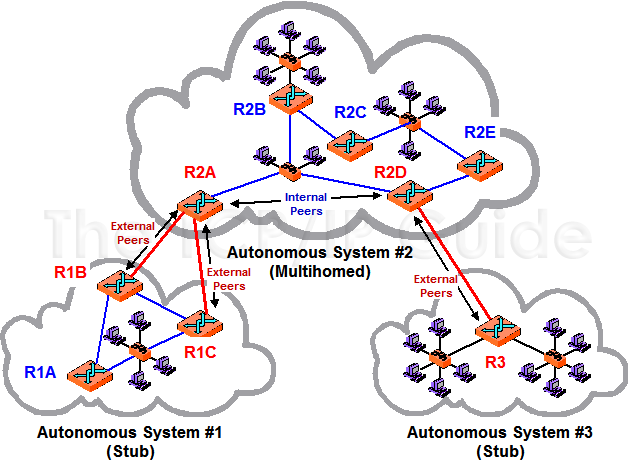 R2B
R2C
R2E
R2A
R2D
Internal
Peers
External
Peers
The TCP/IP Guide
Autonomous System #2
(Multihomed)
R1B
External
Peers
External
Peers
R1C
R3
R1A
Autonomous System #1
(Stub)
Autonomous System #3
(Stub)